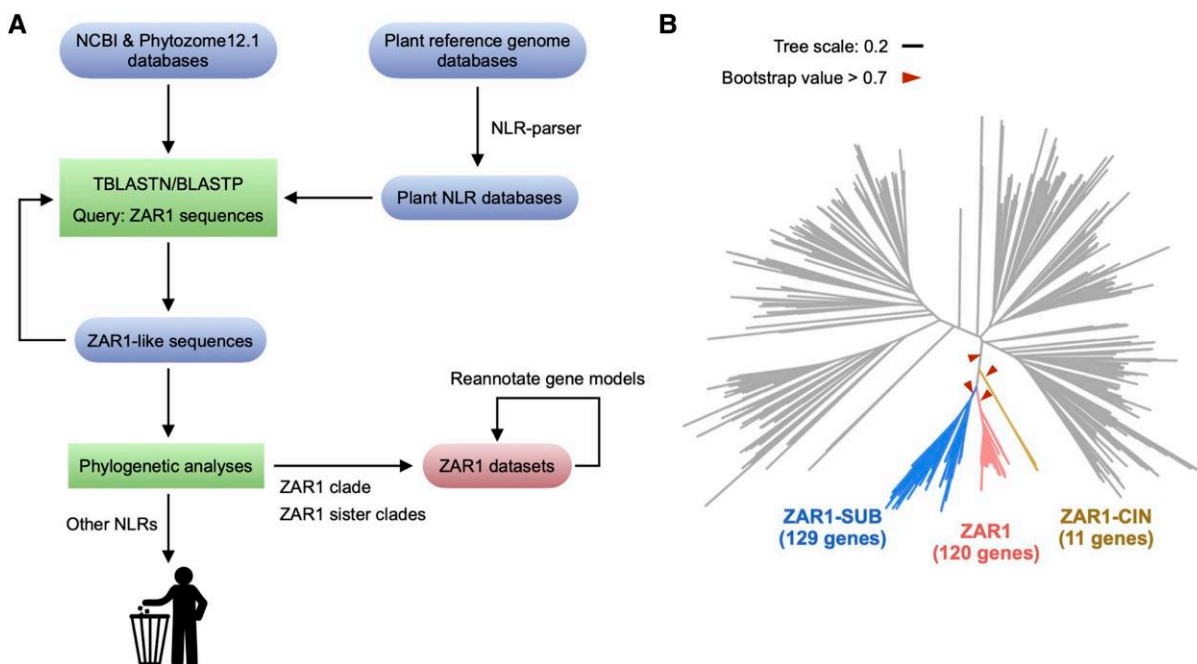 A
NCBI & Phytozome12.1
databases
Plant reference genome
databases
NLR-parser
TBLASTN/BLASTP
Query: ZAR1 sequences
Plant NLR databases
ZAR1-like sequences
Reannotate gene models
Phylogenetic analyses
ZAR1 datasets
ZAR1 clade
ZAR1 sister clades
Other NLRs
B
Tree scale: 0.2
Bootstrap value > 0.7
ZAR1-SUB
(129 genes)
ZAR1
(120 genes)
ZAR1-CIN
(11 genes)